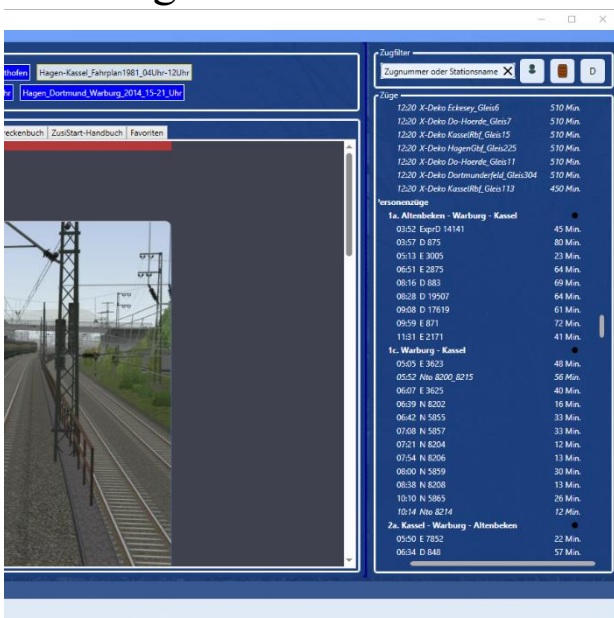 thofen Hagen-Kassel_Fahrplan1981_04Uhr-12Uhr
hr Hagen_Dortmund_Warburg_2014_15-21_Uhr
reckenbuch ZusiStart-Handbuch Favoriten
Zugfilter
Zugnummer oder Stationsname X D
Züge
12:20 X-Deko Eckesey_Gleis6 510 Min.
12:20 X-Deko Do-Hoerde_Gleis7 510 Min.
12:20 X-Deko KasselRbf_Gleis15 510 Min.
12:20 X-Deko HagenGbf_Gleis225 510 Min.
12:20 X-Deko Do-Hoerde_Gleis11 510 Min.
12:20 X-Deko Dortmunderfeld_Gleis304 510 Min.
12:20 X-Deko KasselRbf_Gleis113 450 Min.
Personenzüge
1a. Altenbeken - Warburg - Kassel
03:52 ExprD 14141 45 Min.
03:57 D 875 80 Min.
05:13 E 3005 23 Min.
06:51 E 2875 64 Min.
08:16 D 883 69 Min.
08:28 D 19507 64 Min.
09:08 D 17619 61 Min.
09:59 E 871 72 Min.
11:31 E 2171 41 Min.
1c. Warburg - Kassel
05:05 E 3623 48 Min.
05:52 Nto 8200_8215 56 Min.
06:07 E 3625 40 Min.
06:39 N 8202 16 Min.
06:42 N 5855 33 Min.
07:08 N 5857 33 Min.
07:21 N 8204 12 Min.
07:54 N 8206 13 Min.
08:00 N 5859 30 Min.
08:38 N 8208 13 Min.
10:10 N 5865 26 Min.
10:14 Nto 8214 12 Min.
2a. Kassel - Warburg - Altenbeken
05:50 E 7852 22 Min.
06:34 D 848 57 Min.